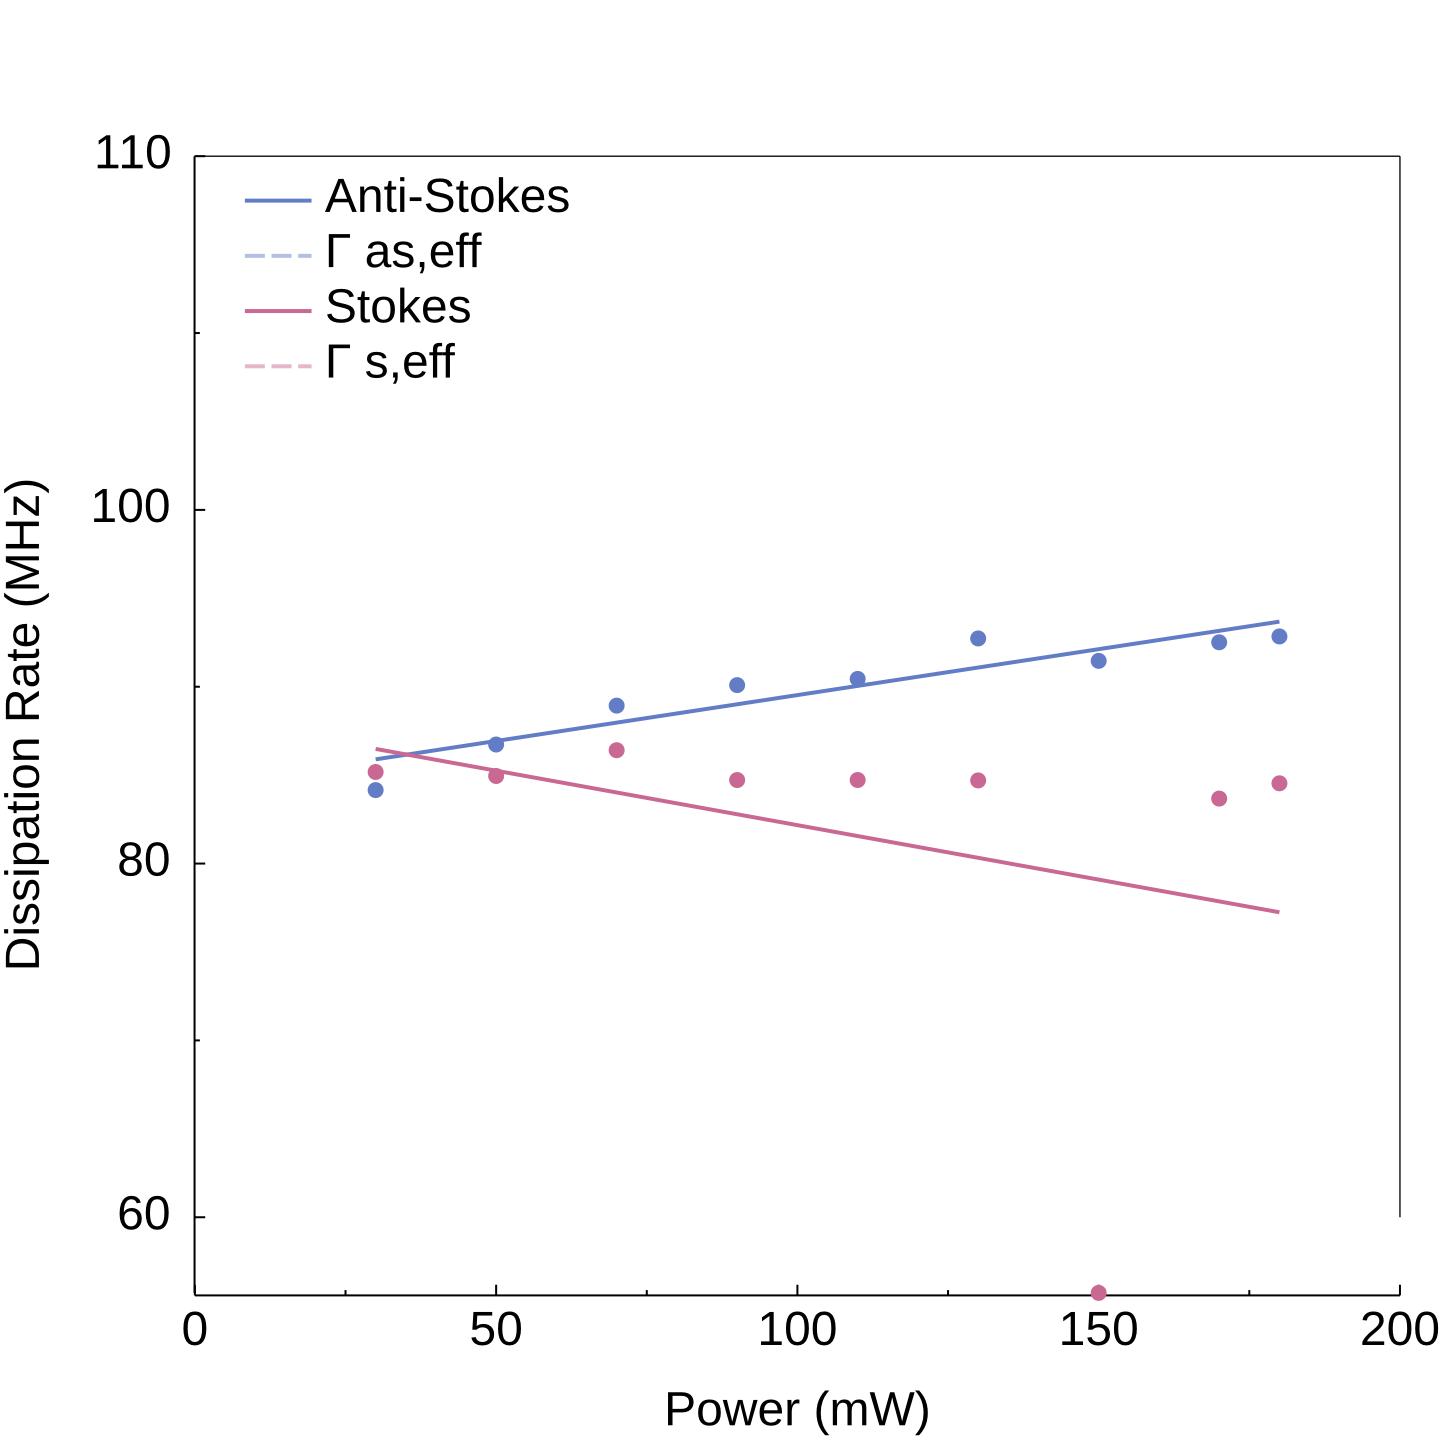 110
Anti-Stokes
Γ as,eff
Stokes
Γ s,eff
100
80
60
Dissipation Rate (MHz)
0 50 100 150 200
Power (mW)